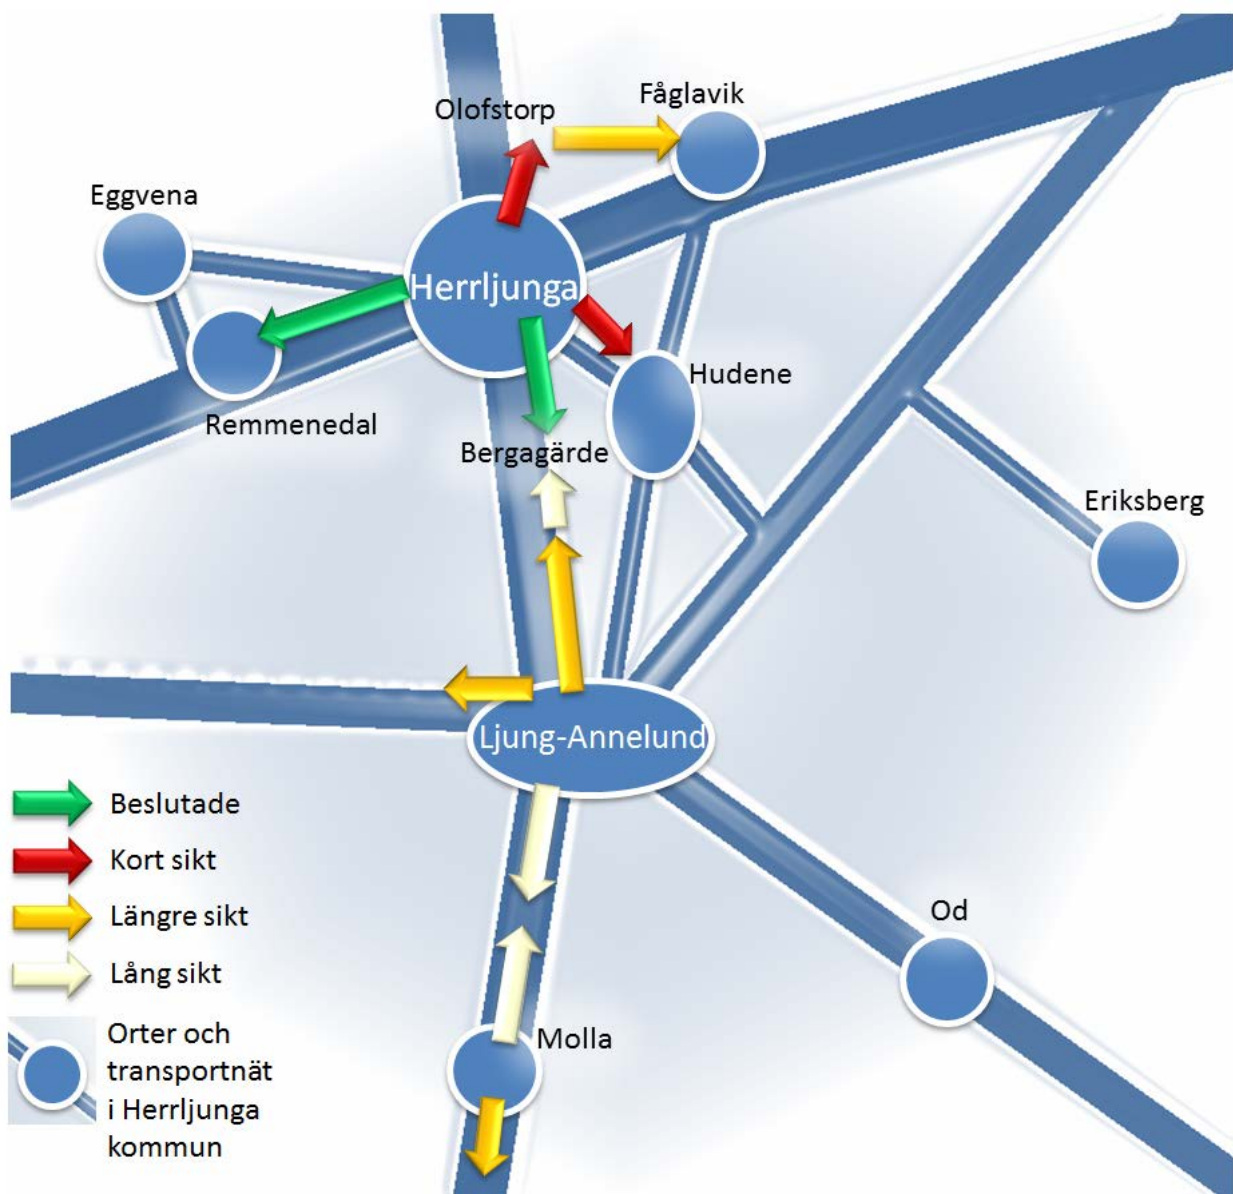 Fåglavik
Olofstorp
Eggvena
Herrljunga
Hudene
Remmenedal
Bergagärde
Eriksberg
Ljung-Annelund
Beslutade
Kort sikt
Längre sikt
Lång sikt
Od
Molla
Orter och
transportnät
i Herrljunga
kommun